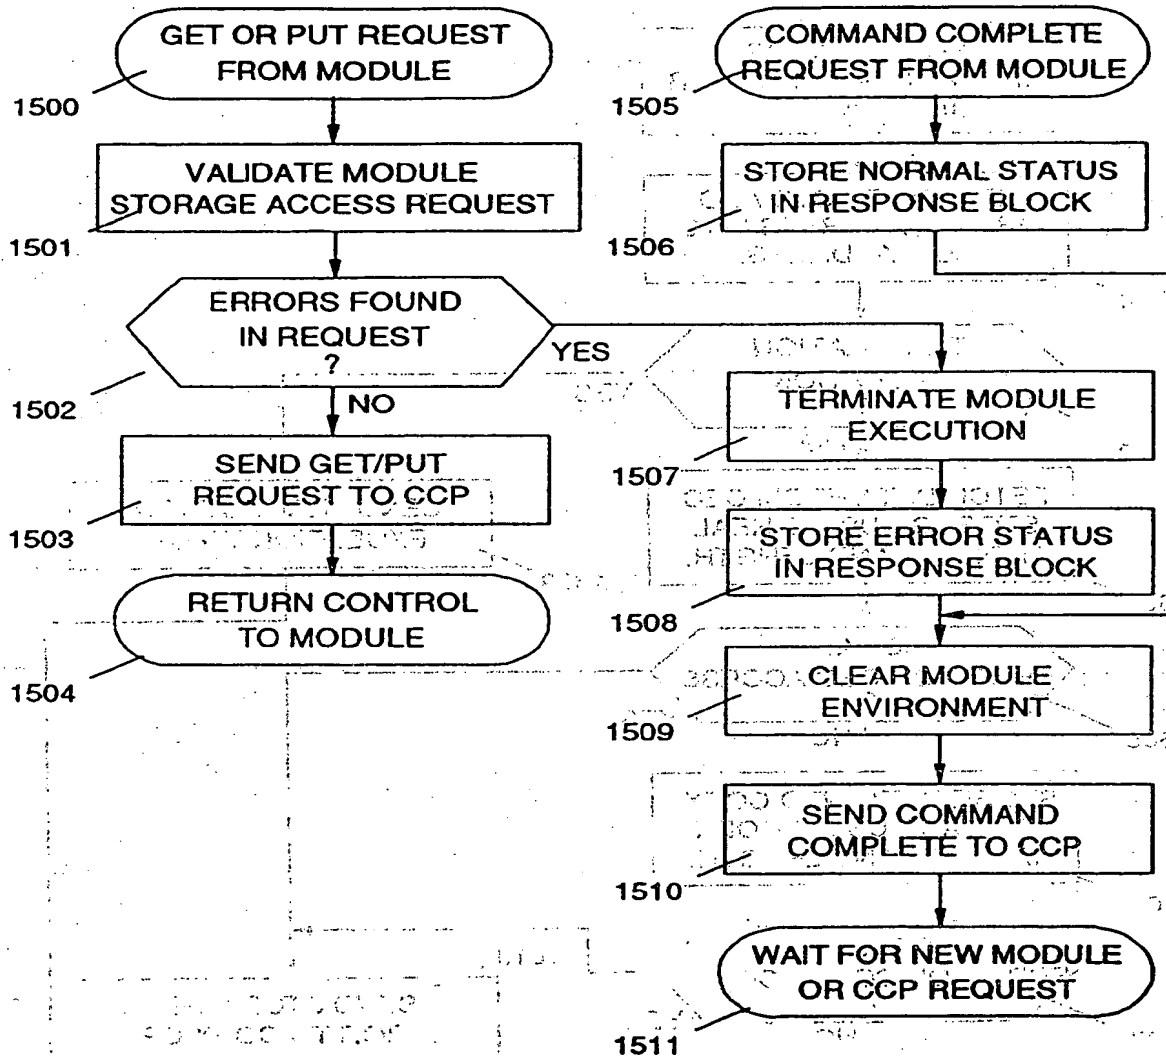 GET OR PUT REQUEST
FROM MODULE
1500
VALIDATE MODULE
STORAGE ACCESS REQUEST
1501
ERRORS FOUND
IN REQUEST
?
YES
1502
NO
SEND GET/PUT
REQUEST TO CCP
1503
RETURN CONTROL
TO MODULE
1504
COMMAND COMPLETE
REQUEST FROM MODULE
1505
STORE NORMAL STATUS
IN RESPONSE BLOCK
1506
TERMINATE MODULE
EXECUTION
1507
STORE ERROR STATUS
IN RESPONSE BLOCK
1508
CLEAR MODULE
ENVIRONMENT
1509
SEND COMMAND
COMPLETE TO CCP
1510
WAIT FOR NEW MODULE
OR CCP REQUEST
1511